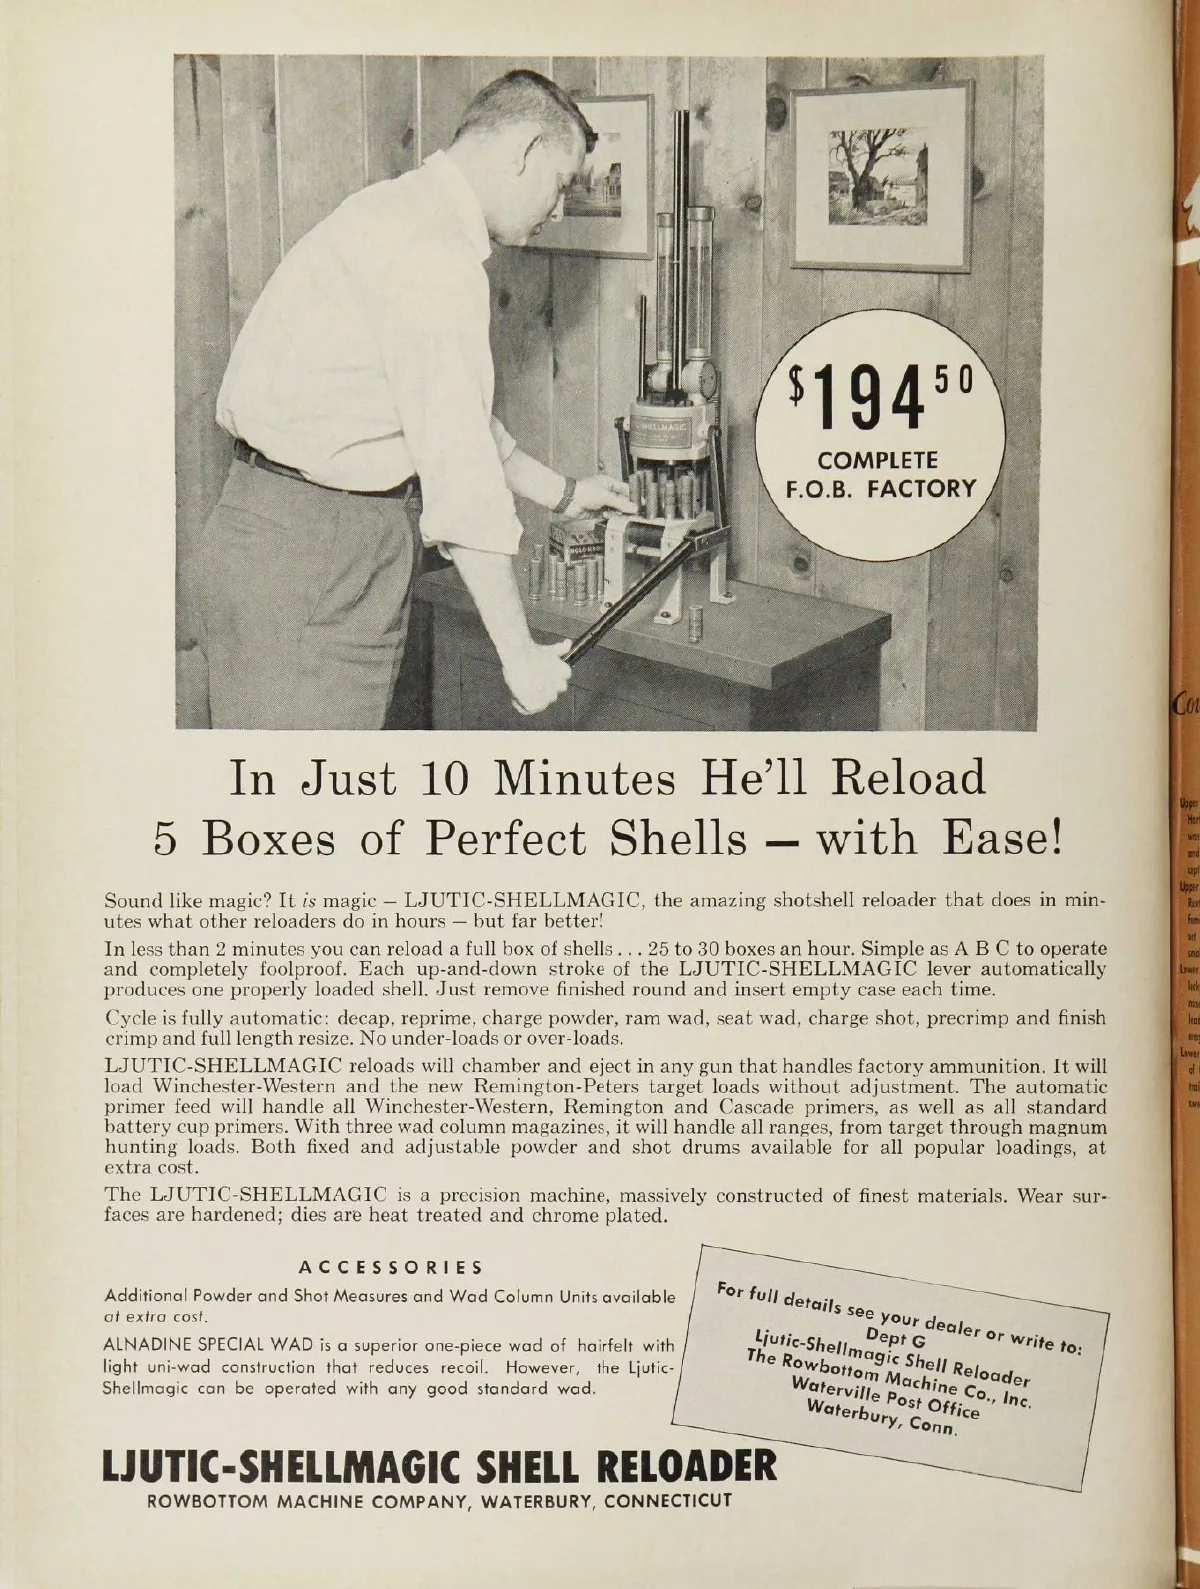 SHELLMAGIC
$194 50
COMPLETE
F.O.B. FACTORY
In Just 10 Minutes He'll Reload
5 Boxes of Perfect Shells — with Ease!
Sound like magic? It is magic — LJUTIC-SHELLMAGIC, the amazing shotshell reloader that does in min-
utes what other reloaders do in hours — but far better!
In less than 2 minutes you can reload a full box of shells . . . 25 to 30 boxes an hour. Simple as A B C to operate
and completely foolproof. Each up-and-down stroke of the LJUTIC-SHELLMAGIC lever automatically
produces one properly loaded shell. Just remove finished round and insert empty case each time.
Cycle is fully automatic: decap, reprime, charge powder, ram wad, seat wad, charge shot, precrimp and finish
crimp and full length resize. No under-loads or over-loads.
LJUTIC-SHELLMAGIC reloads will chamber and eject in any gun that handles factory ammunition. It will
load Winchester-Western and the new Remington-Peters target loads without adjustment. The automatic
primer feed will handle all Winchester-Western, Remington and Cascade primers, as well as all standard
battery cup primers. With three wad column magazines, it will handle all ranges, from target through magnum
hunting loads. Both fixed and adjustable powder and shot drums available for all popular loadings, at
extra cost.
The LJUTIC-SHELLMAGIC is a precision machine, massively constructed of finest materials. Wear sur-
faces are hardened; dies are heat treated and chrome plated.
ACCESSORIES
Additional Powder and Shot Measures and Wad Column Units available
at extra cost.
ALNADINE SPECIAL WAD is a superior one-piece wad of hairfelt with
light uni-wad construction that reduces recoil. However, the Ljutic-
Shellmagic can be operated with any good standard wad.
For full details see your dealer or write to:
Dept G
Ljutic-Shellmagic Shell Reloader
The Rowbottom Machine Co., Inc.
Waterville Post Office
Waterbury, Conn.
LJUTIC-SHELLMAGIC SHELL RELOADER
ROWBOTTOM MACHINE COMPANY, WATERBURY, CONNECTICUT
Upper
was
and
Upper
set
Lower
Lower
of